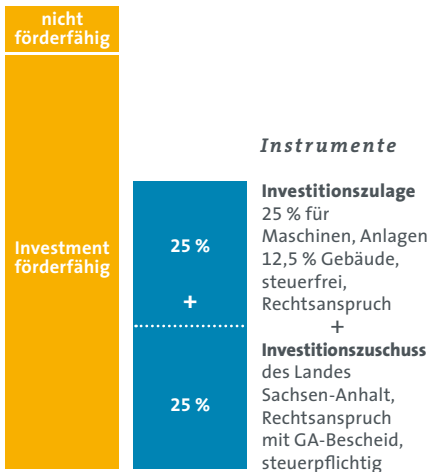 nicht
förderfähig
Investment
förderfähig
25 %
+
25 %
Instrumente
Investitionszulage
25 % für
Maschinen, Anlagen
12,5 % Gebäude,
steuerfrei,
Rechtsanspruch
+
Investitionszuschuss
des Landes
Sachsen-Anhalt,
Rechtsanspruch
mit GA-Bescheid,
steuerpflichtig